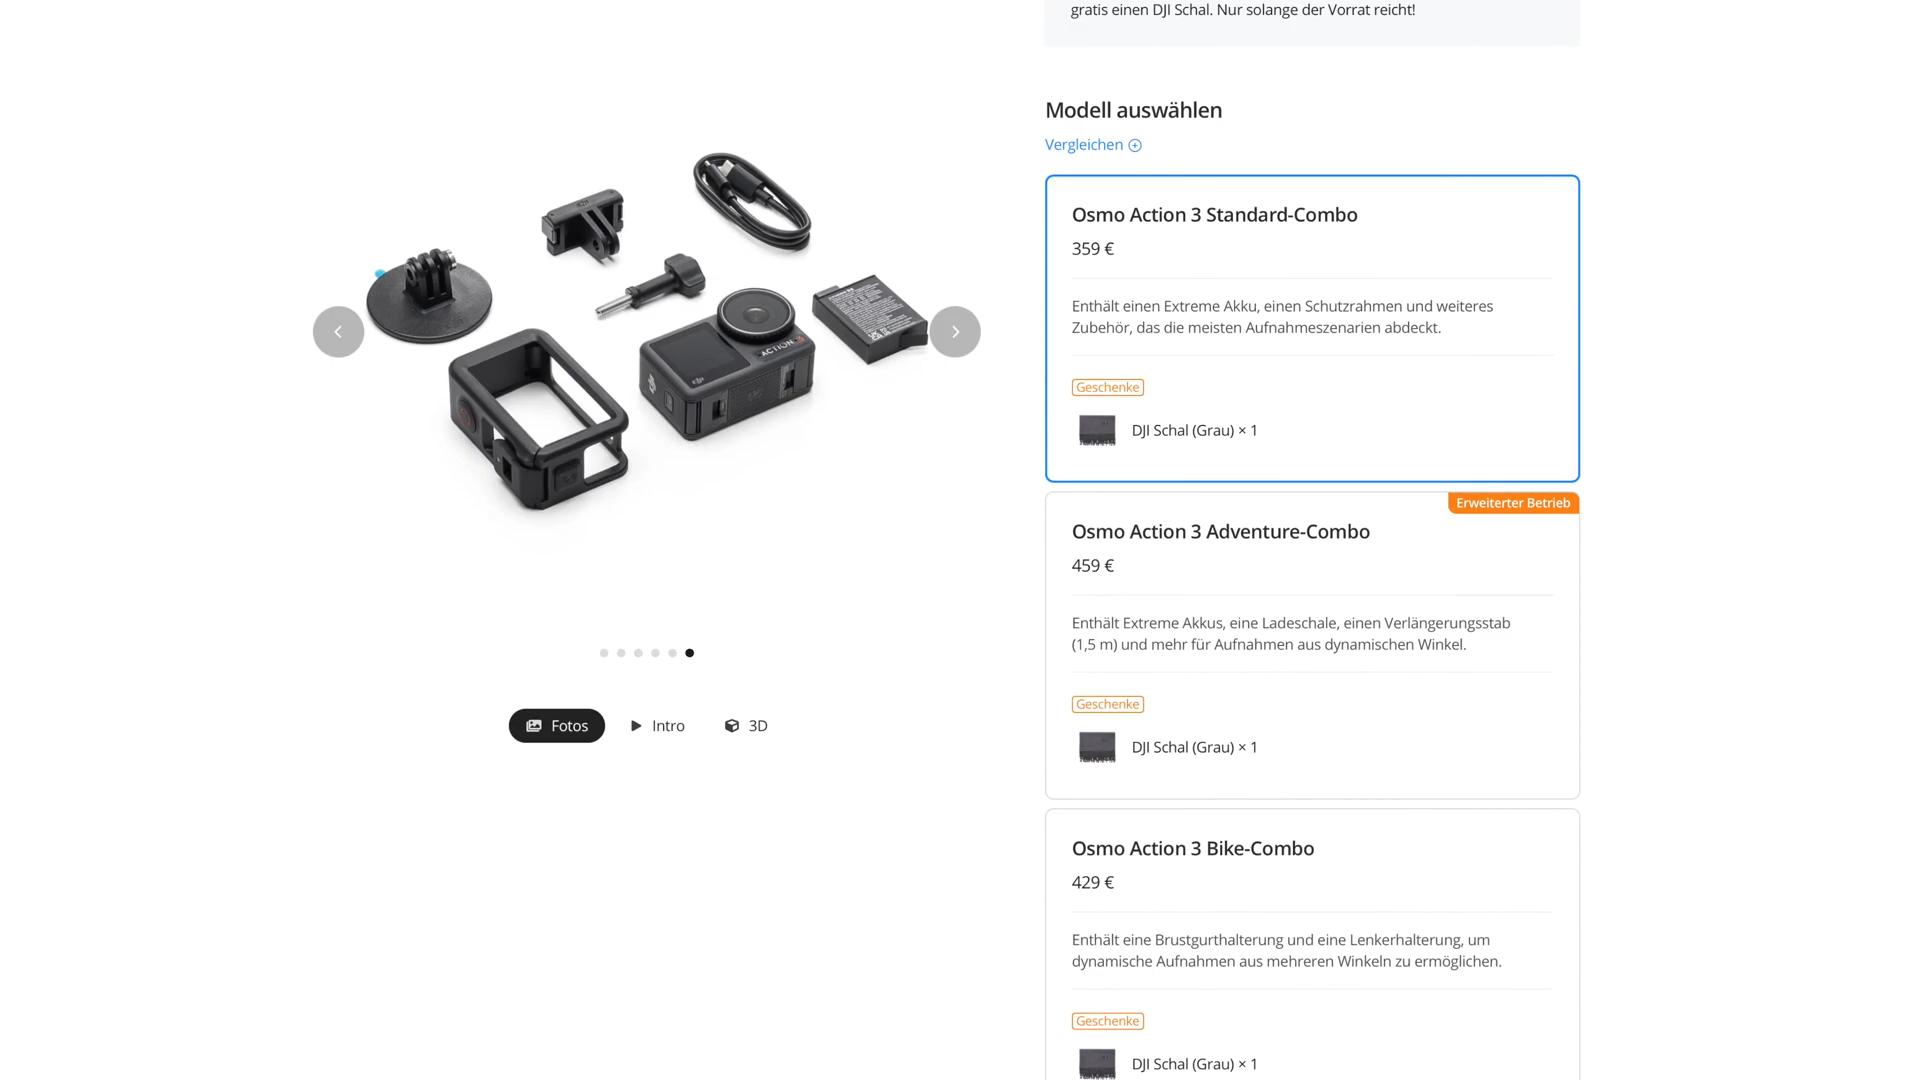 gratis einen DJI Schal. Nur solange der Vorrat reicht!
Modell auswählen
Vergleichen
Osmo Action 3 Standard-Combo
359 €
Enthält einen Extreme Akku, einen Schutzrahmen und weiteres
Zubehör, das die meisten Aufnahmeszenarien abdeckt.
Geschenke
DJI Schal (Grau) × 1
Erweiterter Betrieb
Osmo Action 3 Adventure-Combo
459 €
Enthält Extreme Akkus, eine Ladeschale, einen Verlängerungsstab
(1,5 m) und mehr für Aufnahmen aus dynamischen Winkel.
Geschenke
DJI Schal (Grau) × 1
Osmo Action 3 Bike-Combo
429 €
Enthält eine Brustgurthalterung und eine Lenkerhalterung, um
dynamische Aufnahmen aus mehreren Winkeln zu ermöglichen.
Geschenke
DJI Schal (Grau) × 1
ACTION 3
Fotos
Intro
3D